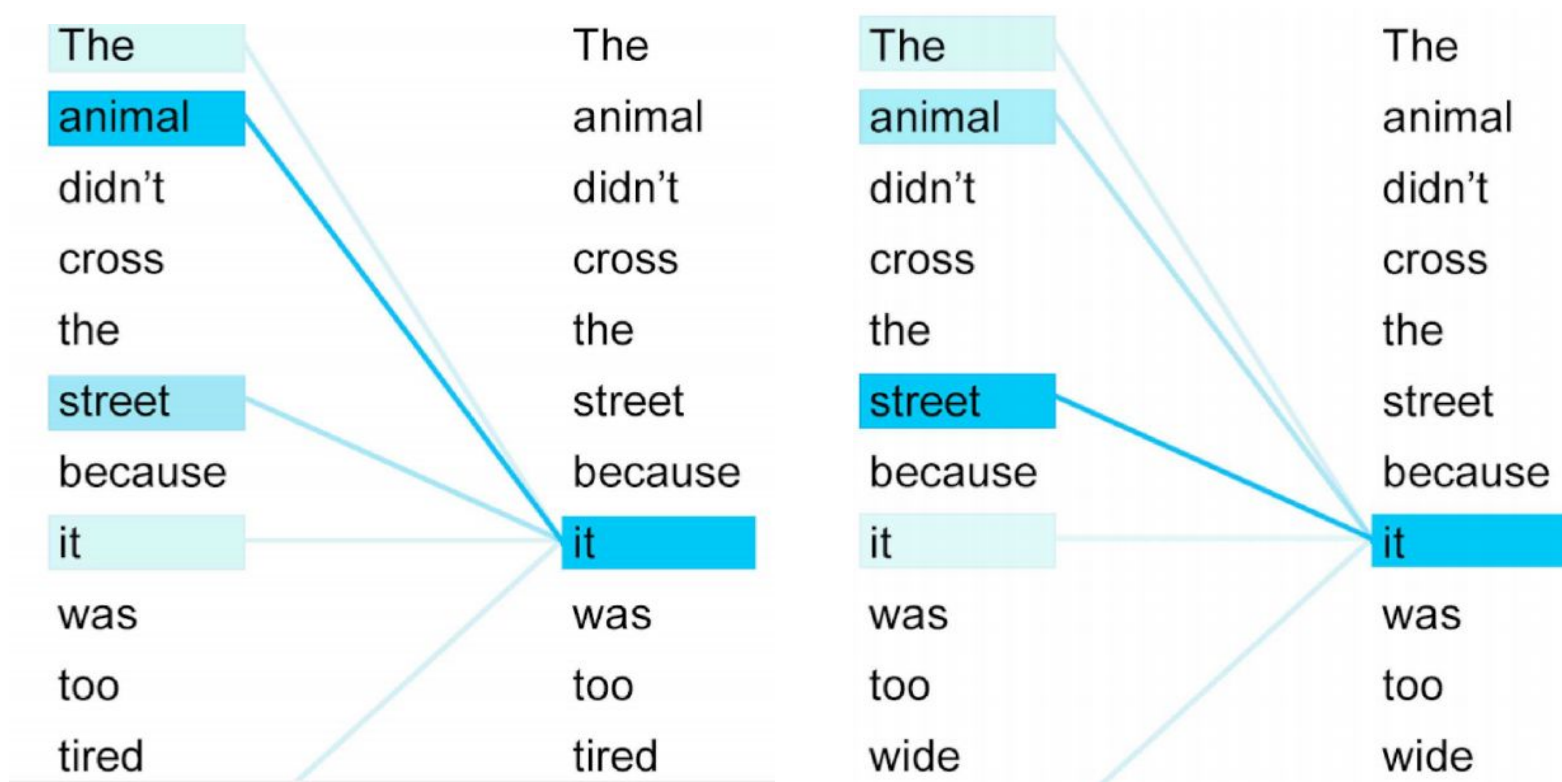 The
animal
didn’t
cross
the
street
because
it
was
too
tired
The
animal
didn’t
cross
the
street
because
it
was
too
tired
The
animal
didn’t
cross
the
street
because
it
was
too
wide
The
animal
didn’t
cross
the
street
because
it
was
too
wide